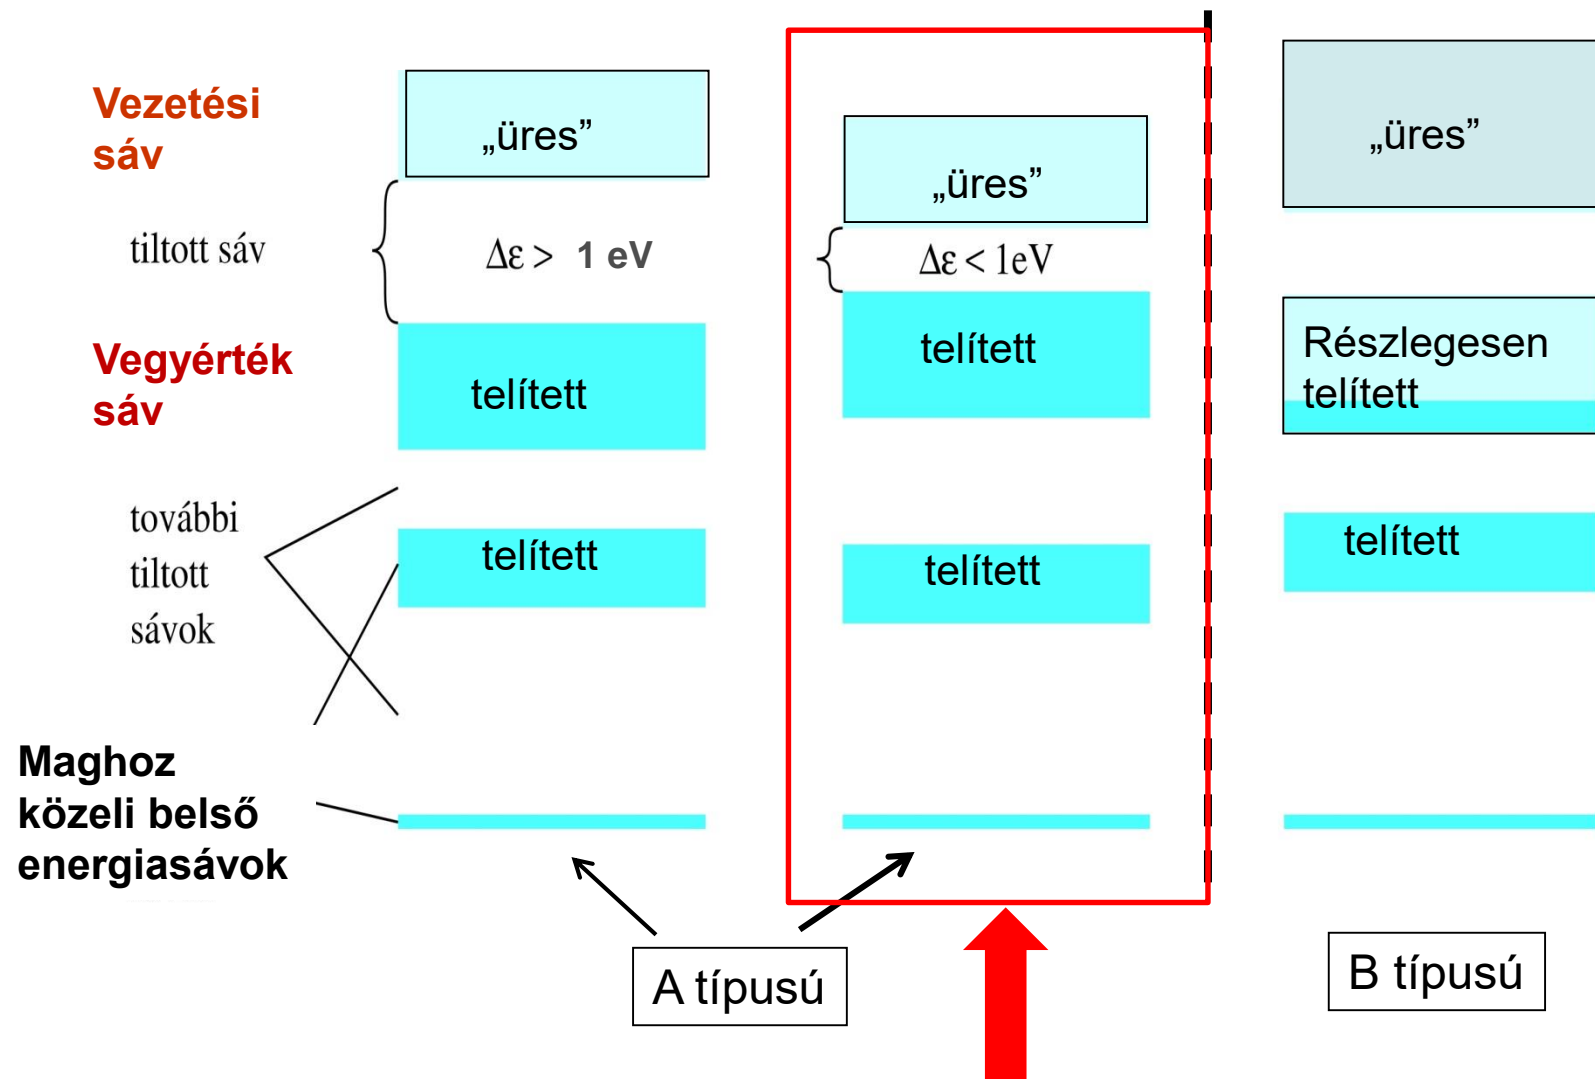 Vezetési
sáv
„üres”
„üres”
„üres”
tiltott sáv
Δε > 1 eV
Δε < 1eV
Vegyérték
sáv
telített
telített
Részlegesen
telített
további
tiltott
sávok
telített
telített
telített
Maghoz
közeli belső
energiasávok
A típusú
B típusú